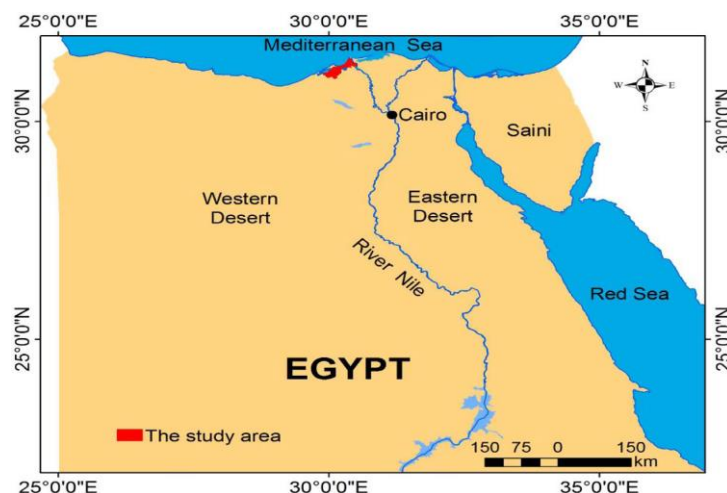 25°0'0"E
30°0'0"E
35°0'0"E
Mediterranean Sea
N
W E
S
30°0'0"N
30°0'0"N
Cairo
Saini
Western
Desert
Eastern
Desert
River Nile
Red Sea
25°0'0"N
25°0'0"N
EGYPT
The study area
150 75 0 150
km
25°0'0"E
30°0'0"E
35°0'0"E